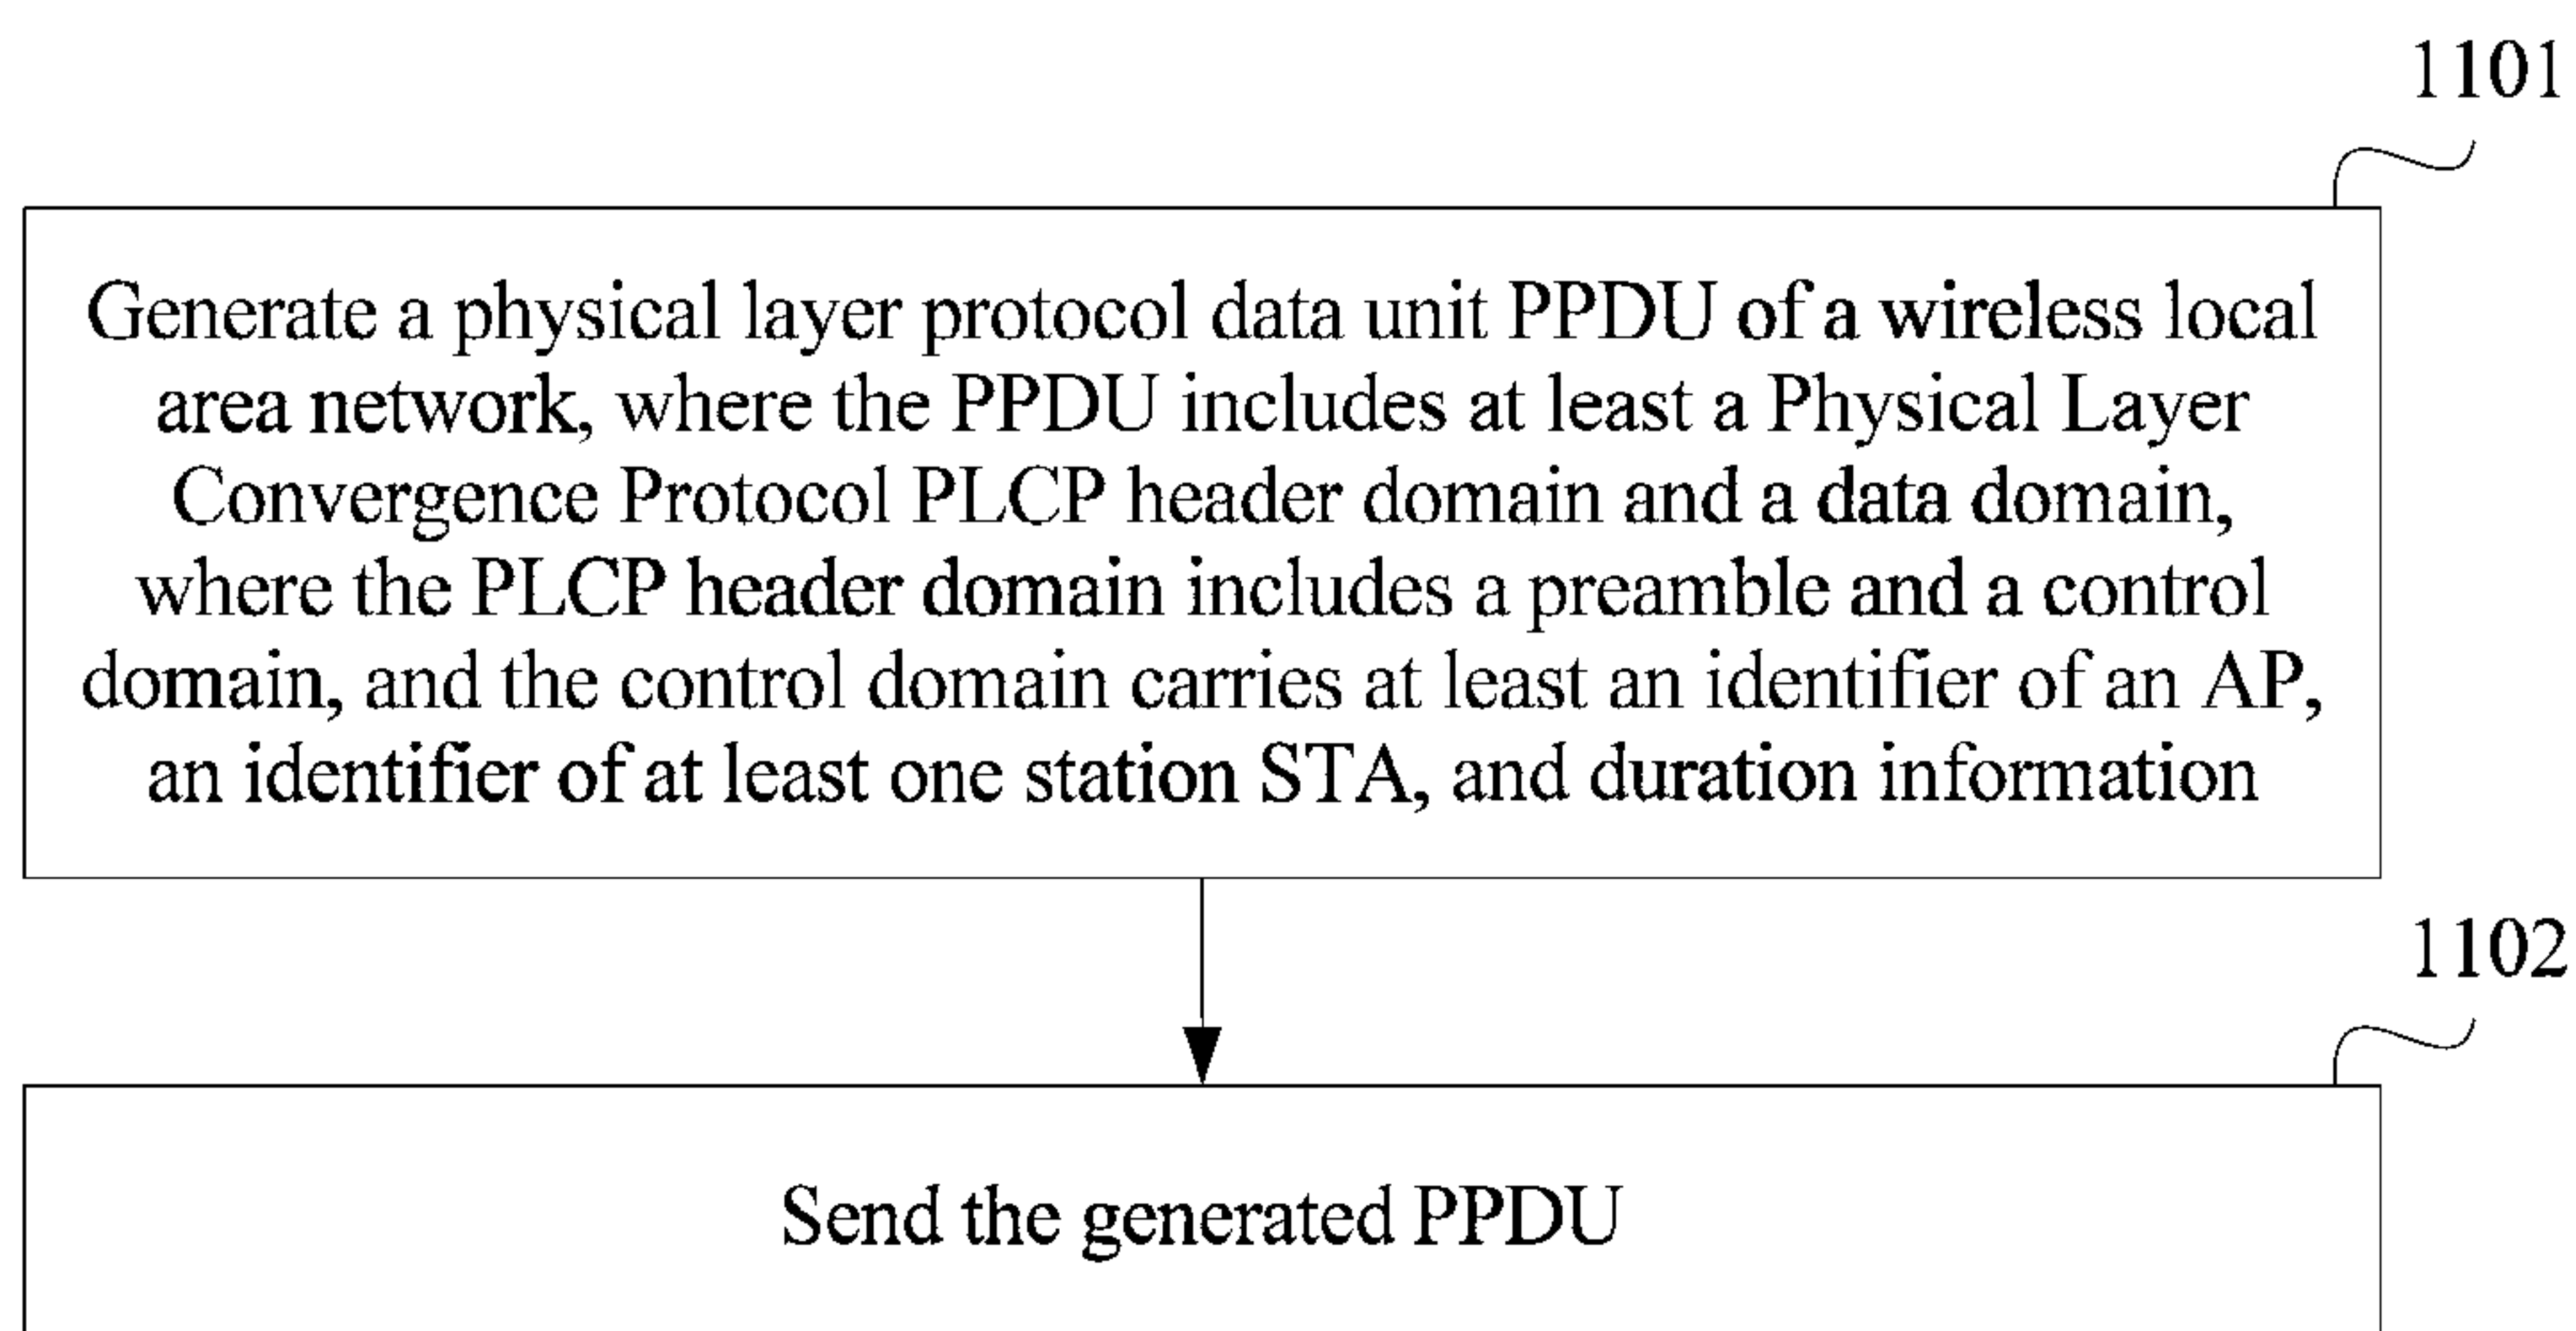 1101
Generate a physical layer protocol data unit PPDU of a wireless local
area network, where the PPDU includes at least a Physical Layer
Convergence Protocol PLCP header domain and a data domain,
where the PLCP header domain includes a preamble and a control
domain, and the control domain carries at least an identifier of an AP,
an identifier of at least one station STA, and duration information
1102
Send the generated PPDU